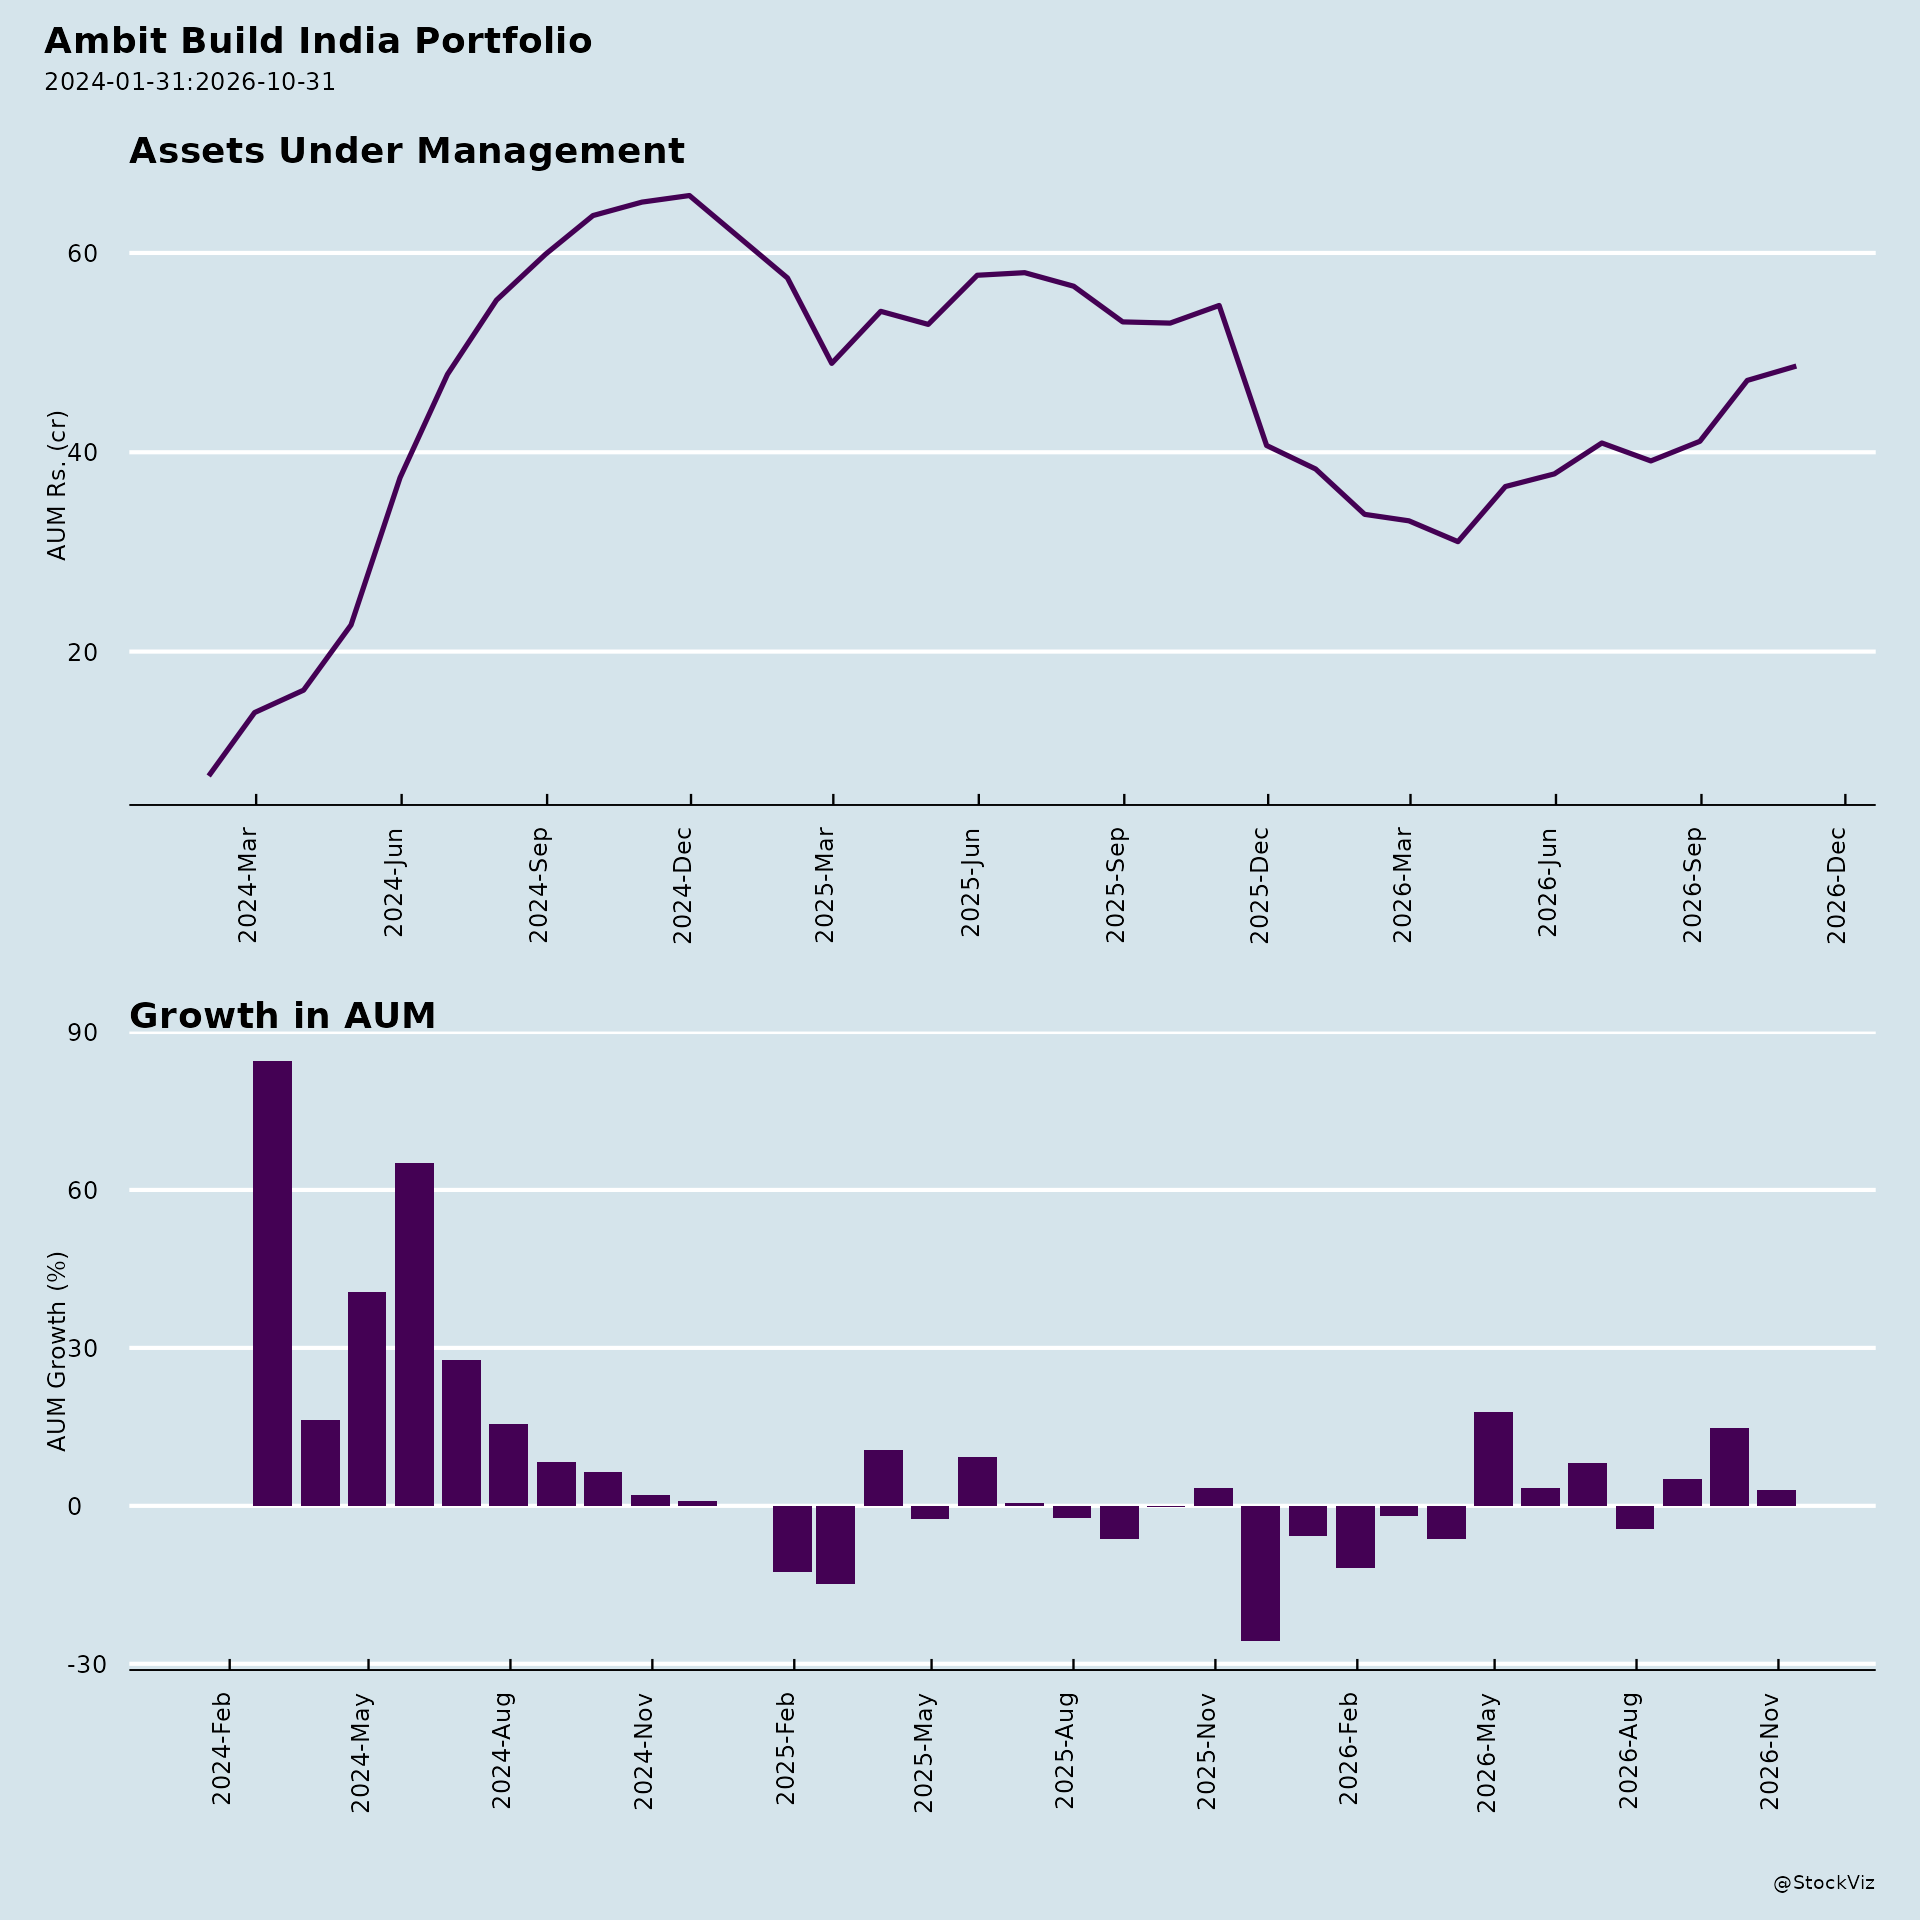 Ambit Build India Portfolio
2024-01-31:2026-10-31
Assets Under Management
AUM Rs. (cr)
60
40
20
2024-Mar
2024-Jun
2024-Sep
2024-Dec
2025-Mar
2025-Jun
2025-Sep
2025-Dec
2026-Mar
2026-Jun
2026-Sep
2026-Dec
Growth in AUM
AUM Growth (%)
90
60
30
0
-30
2024-Feb
2024-May
2024-Aug
2024-Nov
2025-Feb
2025-May
2025-Aug
2025-Nov
2026-Feb
2026-May
2026-Aug
2026-Nov
@StockViz